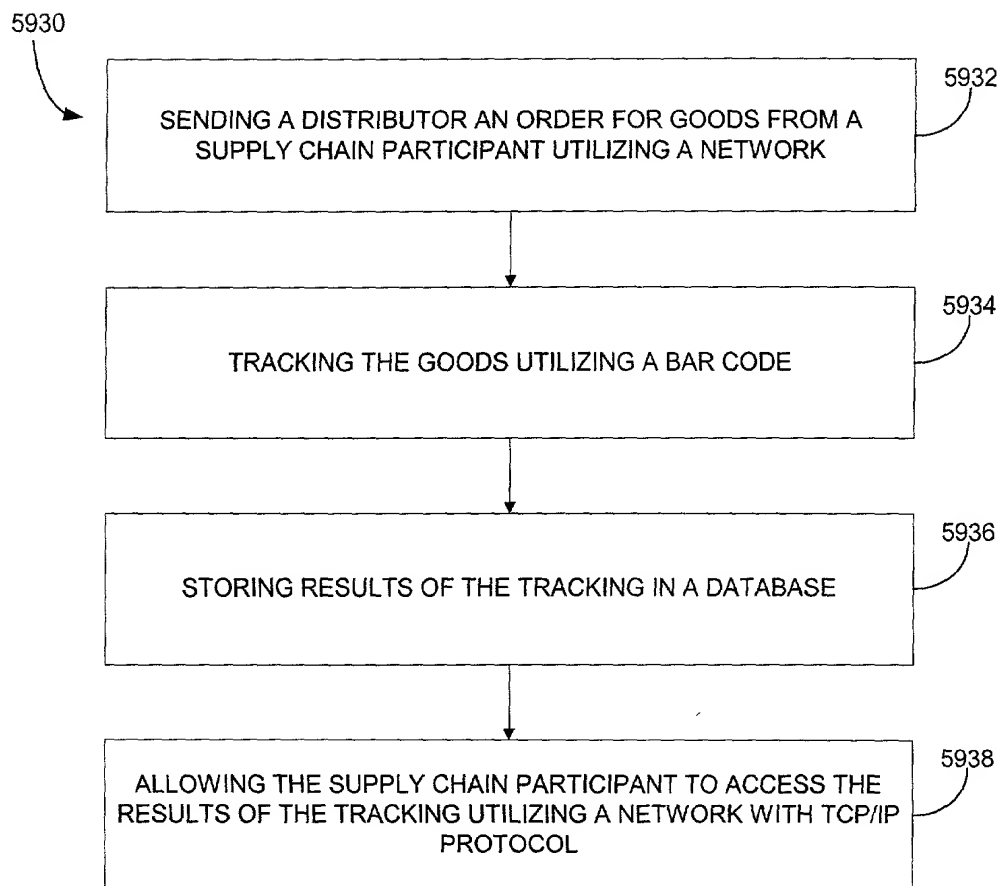 5930
5932
SENDING A DISTRIBUTOR AN ORDER FOR GOODS FROM A
SUPPLY CHAIN PARTICIPANT UTILIZING A NETWORK
5934
TRACKING THE GOODS UTILIZING A BAR CODE
5936
STORING RESULTS OF THE TRACKING IN A DATABASE
5938
ALLOWING THE SUPPLY CHAIN PARTICIPANT TO ACCESS THE
RESULTS OF THE TRACKING UTILIZING A NETWORK WITH TCP/IP
PROTOCOL